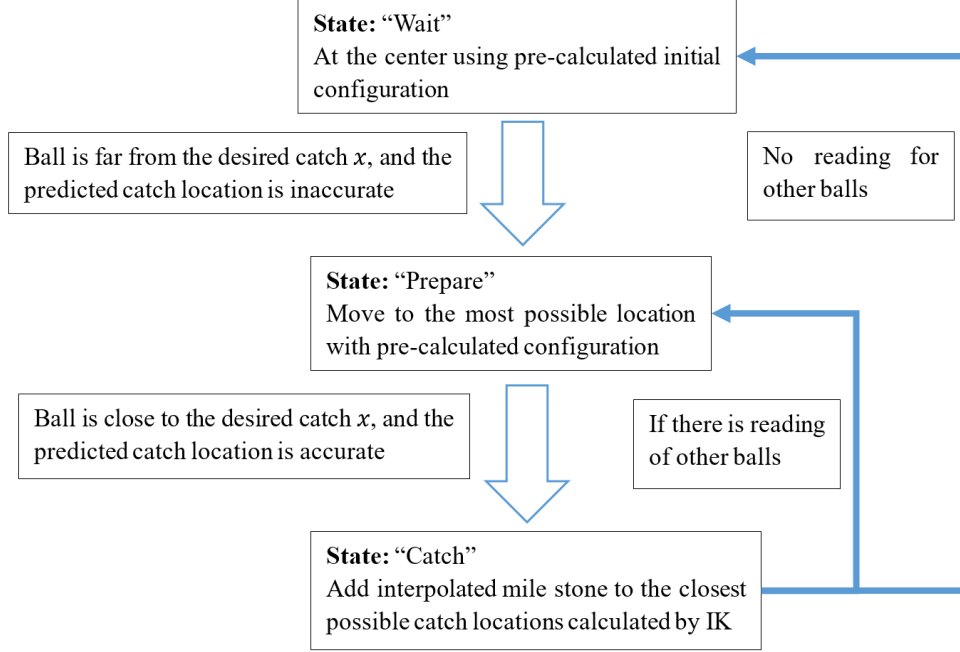 State: “Wait”
At the center using pre-calculated initial
configuration
Ball is far from the desired catch 𝑥, and the
predicted catch location is inaccurate
No reading for
other balls
State: “Prepare”
Move to the most possible location
with pre-calculated configuration
Ball is close to the desired catch 𝑥, and the
predicted catch location is accurate
If there is reading
of other balls
State: “Catch”
Add interpolated mile stone to the closest
possible catch locations calculated by IK